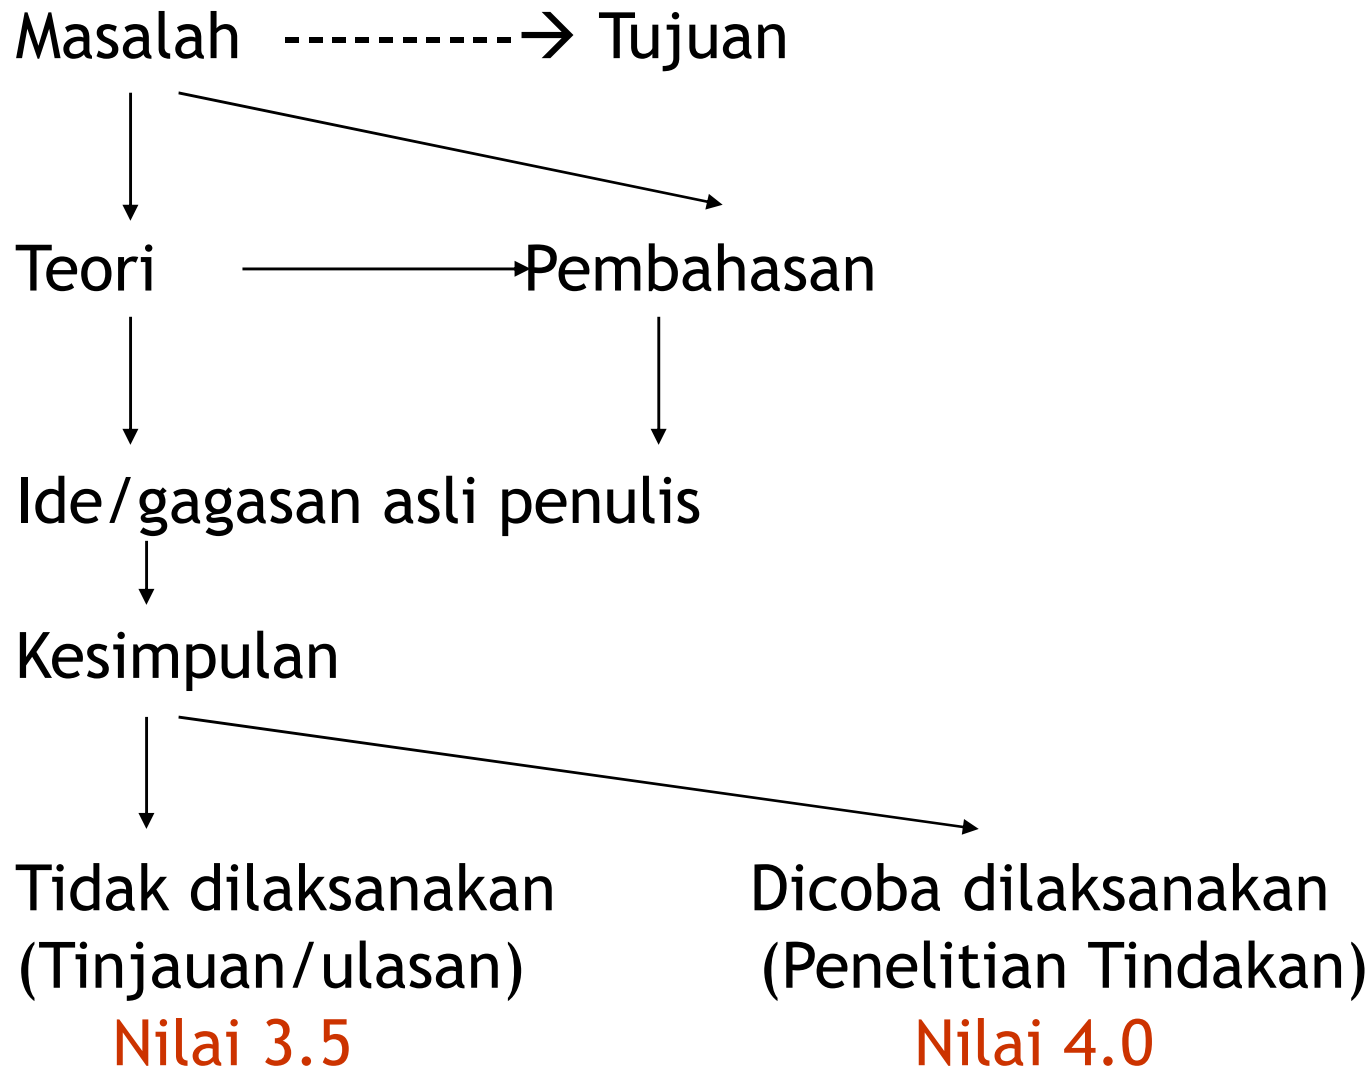 Masalah ----------→ Tujuan
Teori Pembahasan
Ide/gagasan asli penulis
Kesimpulan
Tidak dilaksanakan Dicoba dilaksanakan
(Tinjauan/ulasan) (Penelitian Tindakan)
Nilai 3.5 Nilai 4.0